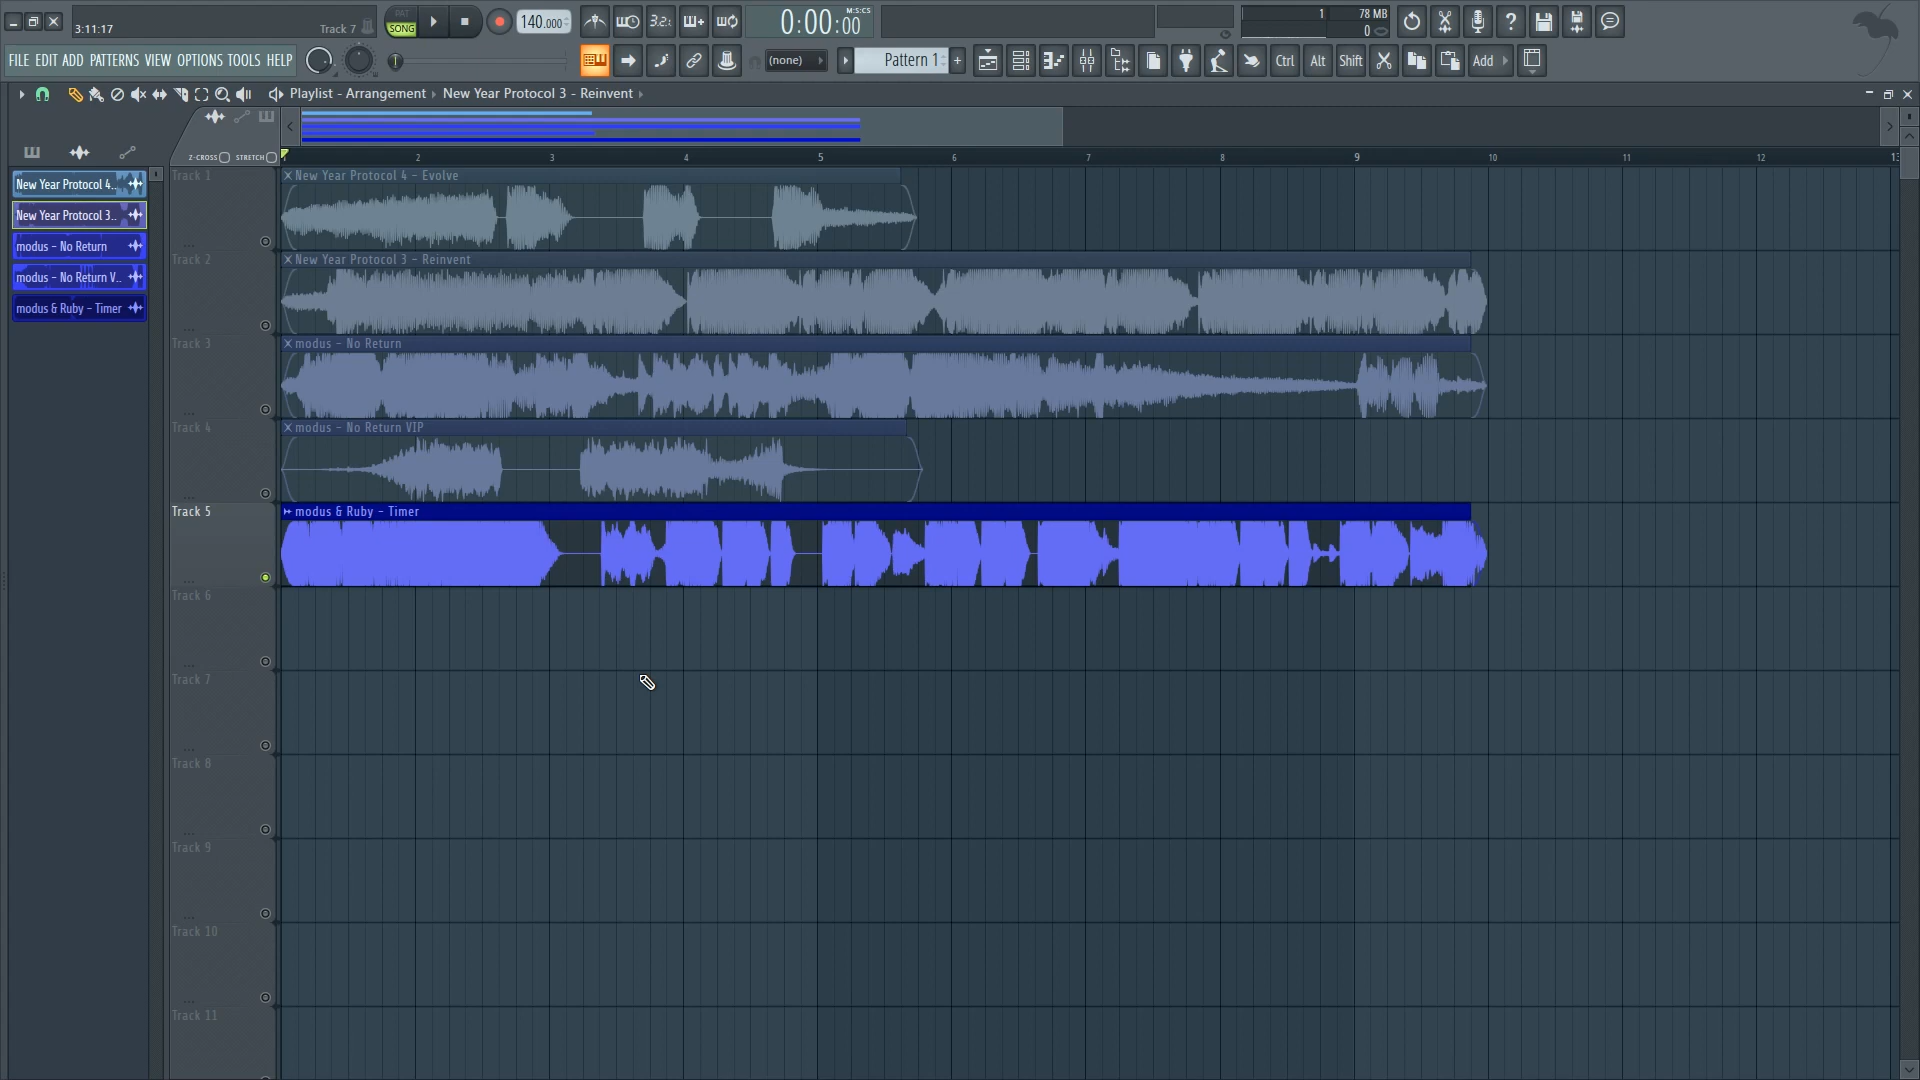 3:11:17
Track 7
PAT
SONG
140.000
3.2.
0:00:00
M:S:CS
1
78 MB
0
FILE EDIT ADD PATTERNS VIEW OPTIONS TOOLS HELP
(none)
Pattern 1
+
Ctrl
Alt
Shift
Add
Playlist - Arrangement
New Year Protocol 3 - Reinvent
Z-CROSS
STRETCH
2 3 4 5 6 7 8 9 10 11 12 13
New Year Protocol 4..
New Year Protocol 3..
modus - No Return
modus - No Return V..
modus & Ruby - Timer
Track 1
New Year Protocol 4 - Evolve
Track 2
New Year Protocol 3 - Reinvent
Track 3
modus - No Return
Track 4
modus - No Return VIP
Track 5
modus & Ruby - Timer
Track 6
Track 7
Track 8
Track 9
Track 10
Track 11